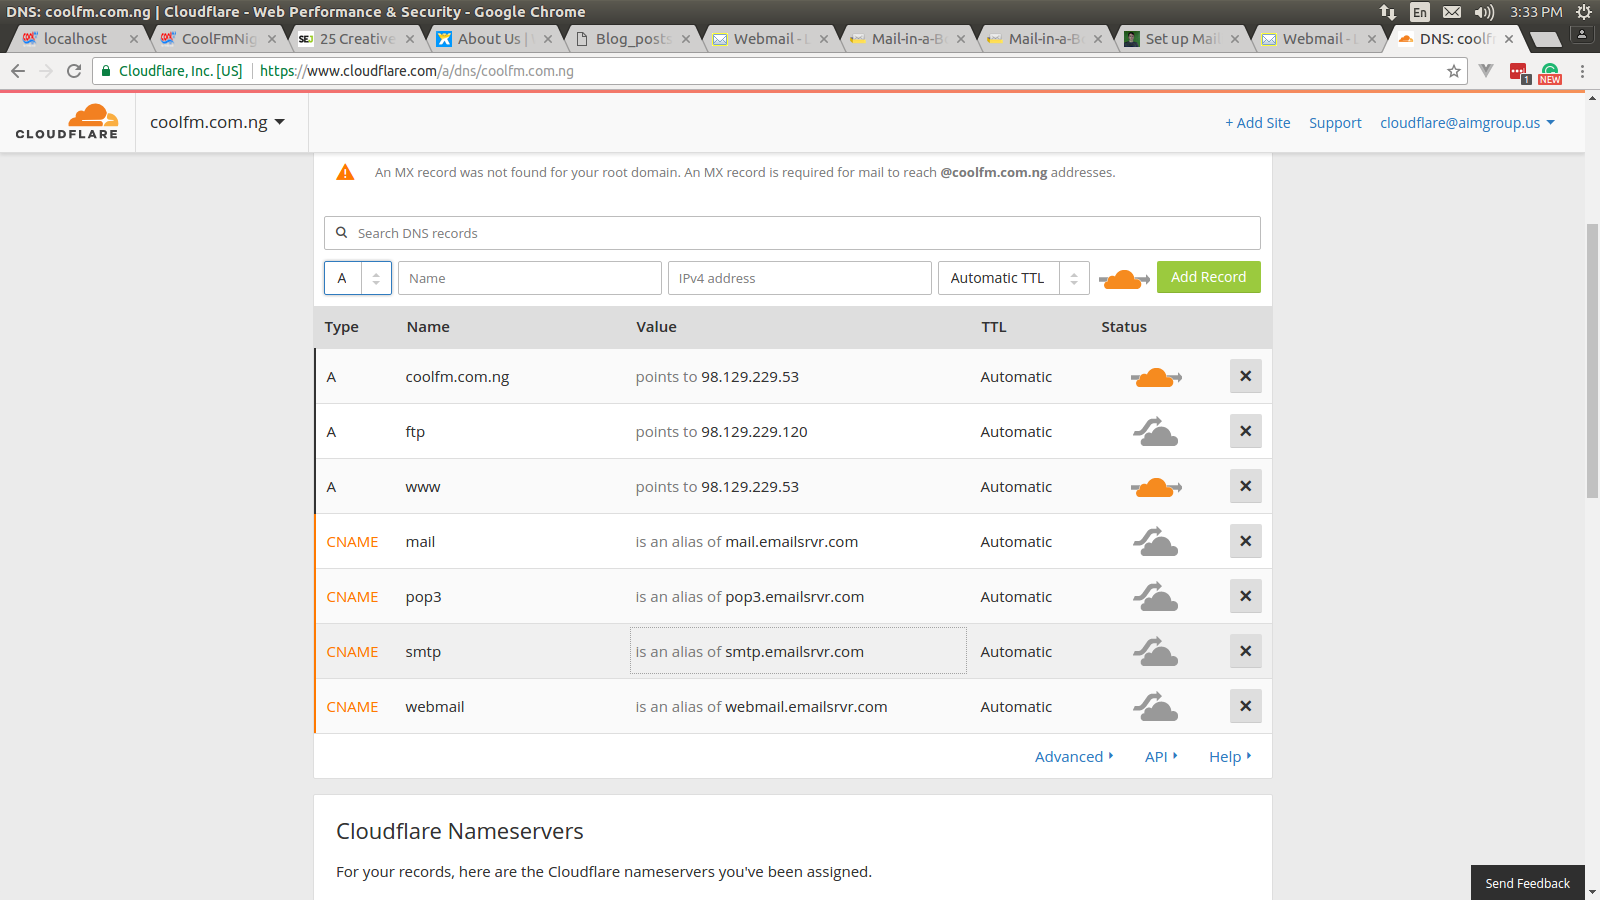 DNS: coolfm.com.ng | Cloudflare - Web Performance & Security - Google Chrome
En
3:33 PM
localhost
CoolFmNig
SEJ
25 Creative
About Us |
Blog_posts
Webmail - L
Mail-in-a-B
Mail-in-a-B
Set up Mail
Webmail - L
DNS: coolf
Cloudflare, Inc. [US]
https://www.cloudflare.com/a/dns/coolfm.com.ng
1
NEW
CLOUDFLARE
coolfm.com.ng
+ Add Site
Support
cloudflare@aimgroup.us
An MX record was not found for your root domain. An MX record is required for mail to reach @coolfm.com.ng addresses.
Search DNS records
A
Name
IPv4 address
Automatic TTL
Add Record
Type Name Value TTL Status
A coolfm.com.ng points to 98.129.229.53 Automatic
A ftp points to 98.129.229.120 Automatic
A www points to 98.129.229.53 Automatic
CNAME mail is an alias of mail.emailsrvr.com Automatic
CNAME pop3 is an alias of pop3.emailsrvr.com Automatic
CNAME smtp is an alias of smtp.emailsrvr.com Automatic
CNAME webmail is an alias of webmail.emailsrvr.com Automatic
Advanced
API
Help
Cloudflare Nameservers
For your records, here are the Cloudflare nameservers you've been assigned.
Send Feedback